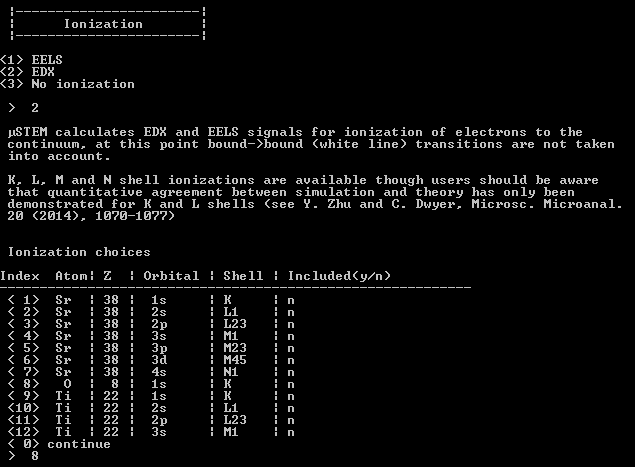 |-----------------------|
|      Ionization       |
|-----------------------|
<1> EELS
<2> EDX
<3> No ionization
>  2
µSTEM calculates EDX and EELS signals for ionization of electrons to the
continuum, at this point bound->bound (white line) transitions are not taken
into account.
K, L, M and N shell ionizations are available though users should be aware
that quantitative agreement between simulation and theory has only been
demonstrated for K and L shells (see Y. Zhu and C. Dwyer, Microsc. Microanal.
20 (2014), 1070-1077)
Ionization choices
Index  Atom| Z  | Orbital | Shell | Included(y/n)
-----------------------------------------------------------
< 1>  Sr  | 38 |  1s      | K     | n
< 2>  Sr  | 38 |  2s      | L1    | n
< 3>  Sr  | 38 |  2p      | L23   | n
< 4>  Sr  | 38 |  3s      | M1    | n
< 5>  Sr  | 38 |  3p      | M23   | n
< 6>  Sr  | 38 |  3d      | M45   | n
< 7>  Sr  | 38 |  4s      | N1    | n
< 8>   O  |  8 |  1s      | K     | n
< 9>  Ti  | 22 |  1s      | K     | n
<10>  Ti  | 22 |  2s      | L1    | n
<11>  Ti  | 22 |  2p      | L23   | n
<12>  Ti  | 22 |  3s      | M1    | n
< 0> continue
>  8